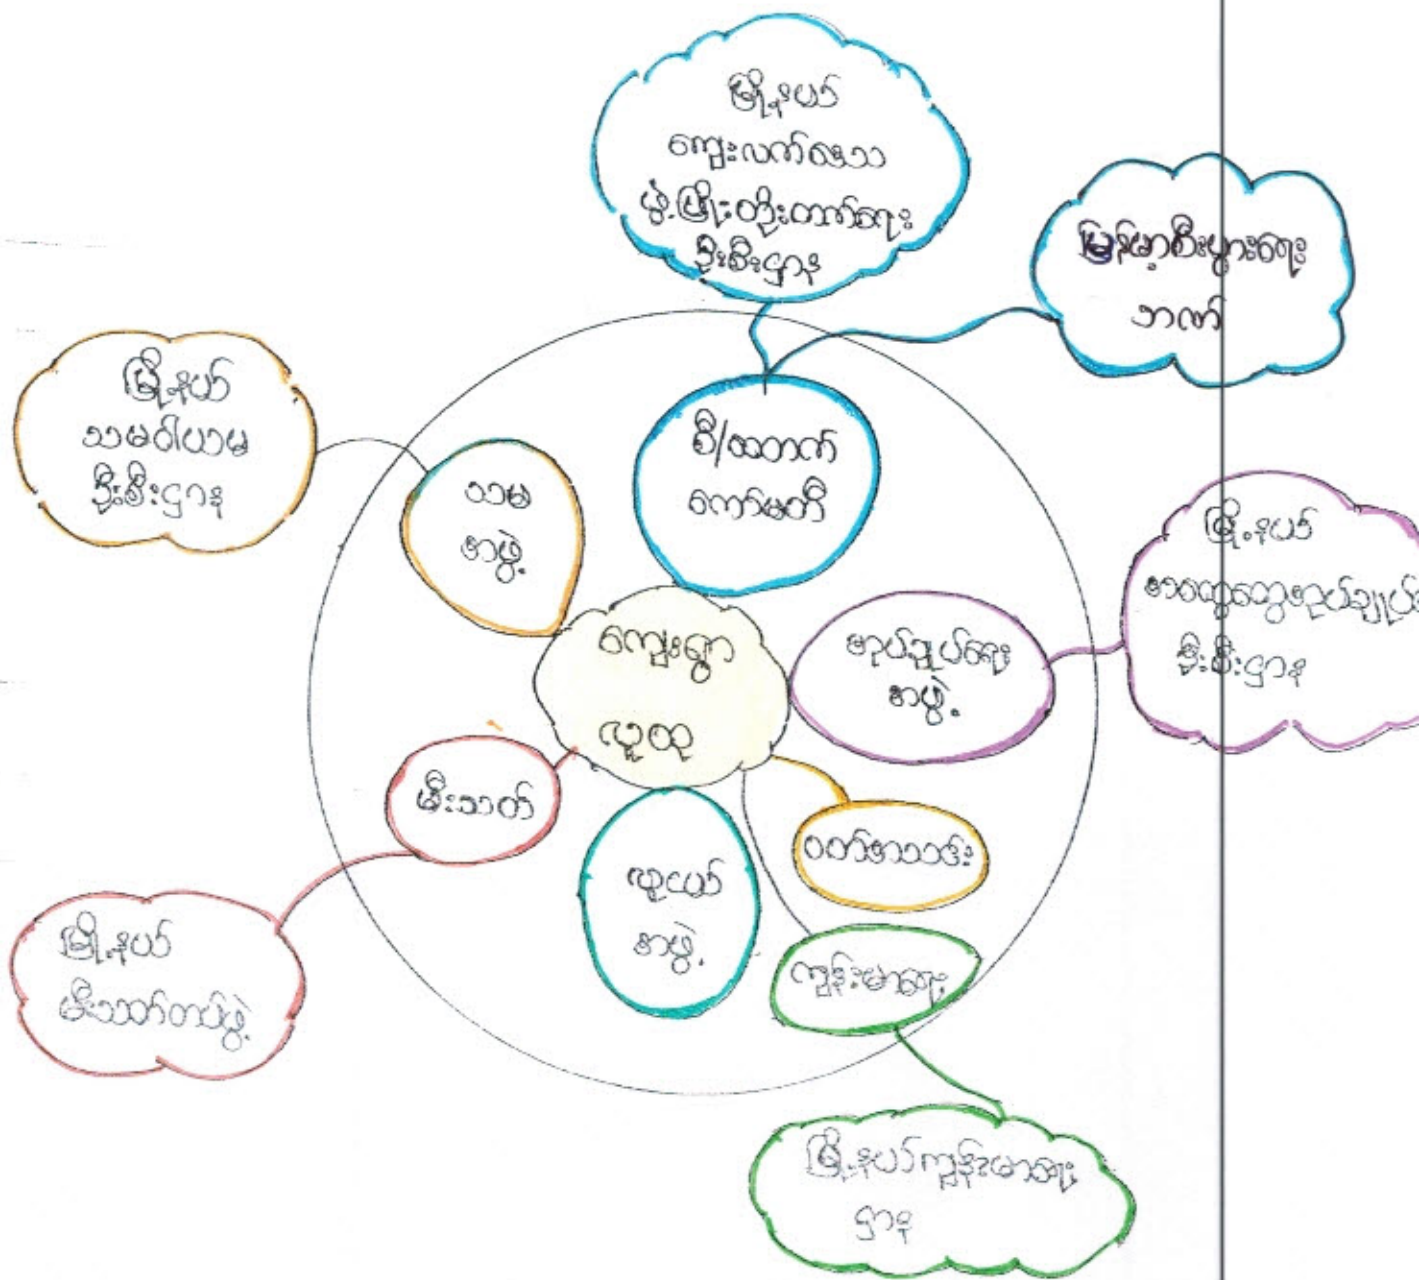 မြို့နယ်
ကျေးလက်ဒေသ
ဖွံ့ဖြိုးတိုးတက်ရေး
ဦးစီးဌာန
မြန်မာ့စီးပွားရေး
ဘဏ်
မြို့နယ်
သမဝါယမ
ဦးစီးဌာန
သမ
အဖွဲ့
စီ/ထောက်
ကော်မတီ
မြို့နယ်
အထွေထွေအုပ်ချုပ်
ဦးစီးဌာန
ကျေးရွာ
လူထု
အုပ်ချုပ်ရေး
အဖွဲ့
မီးသတ်
ဝတ်အသင်း
လူငယ်
အဖွဲ့
ကျန်းမာရေး
မြို့နယ်
မီးသတ်တပ်ဖွဲ့
မြို့နယ်ကျန်းမာရေး
ဌာန